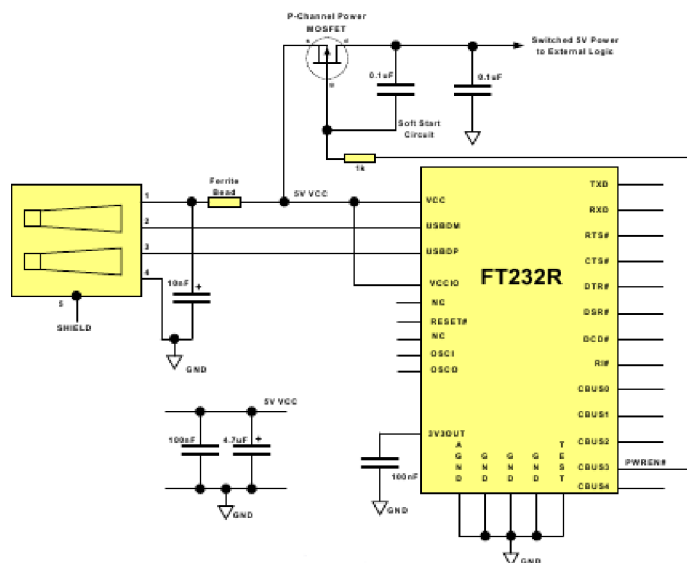 P-Channel Power
MOSFET
s
d
g
Switched 5V Power
to External Logic
0.1uF
0.1uF
Soft Start
Circuit
1k
Ferrite
Bead
5V VCC
1
2
3
4
5
SHIELD
10nF +
GND
VCC
USBDM
USBDP
VCCIO
NC
RESET#
NC
OSCI
OSCO
3V3OUT
FT232R
TXD
RXD
RTS#
CTS#
DTR#
DSR#
DCD#
RI#
CBUS0
CBUS1
CBUS2
CBUS3
PWREN#
CBUS4
AGND
GND
GND
GND
TEST
GND
100nF
GND
5V VCC
100nF
4.7uF +
GND